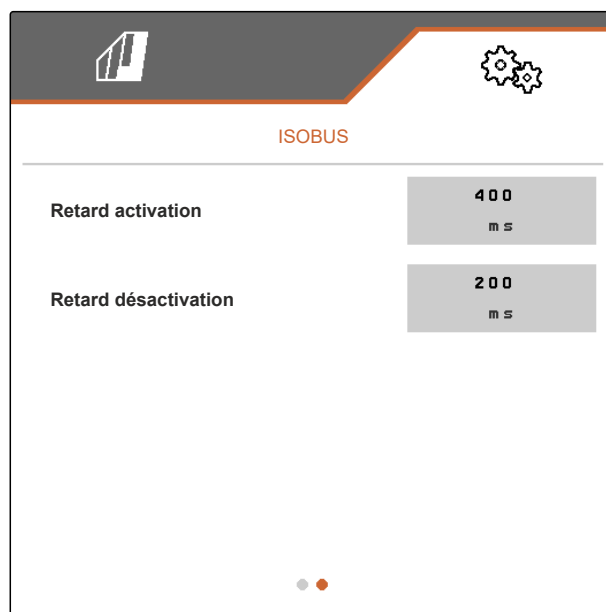 ISOBUS
Retard activation
400
ms
Retard désactivation
200
ms